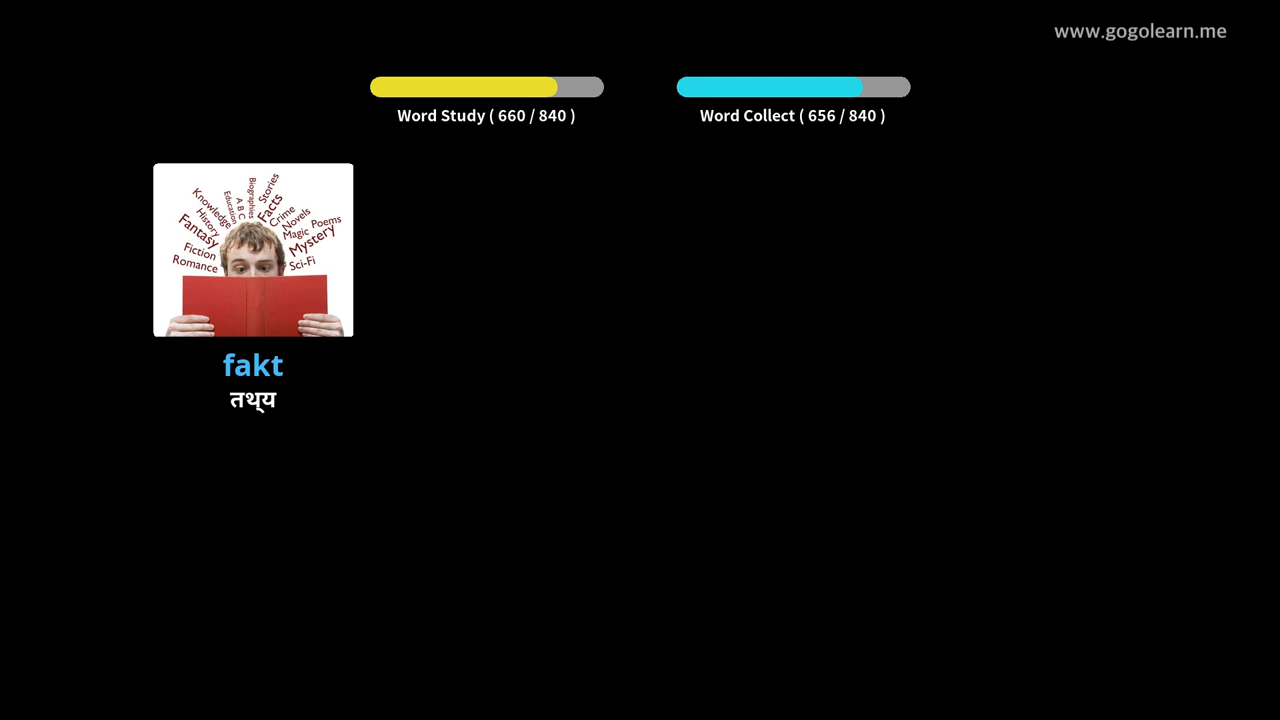 www.gogolearn.me
Word Study ( 660 / 840 )
Word Collect ( 656 / 840 )
Knowledge
History
Education
A B C
Biographies
Stories
Facts
Crime
Novels
Poems
Magic
Mystery
Sci-Fi
Fantasy
Fiction
Romance
fakt
तथ्य